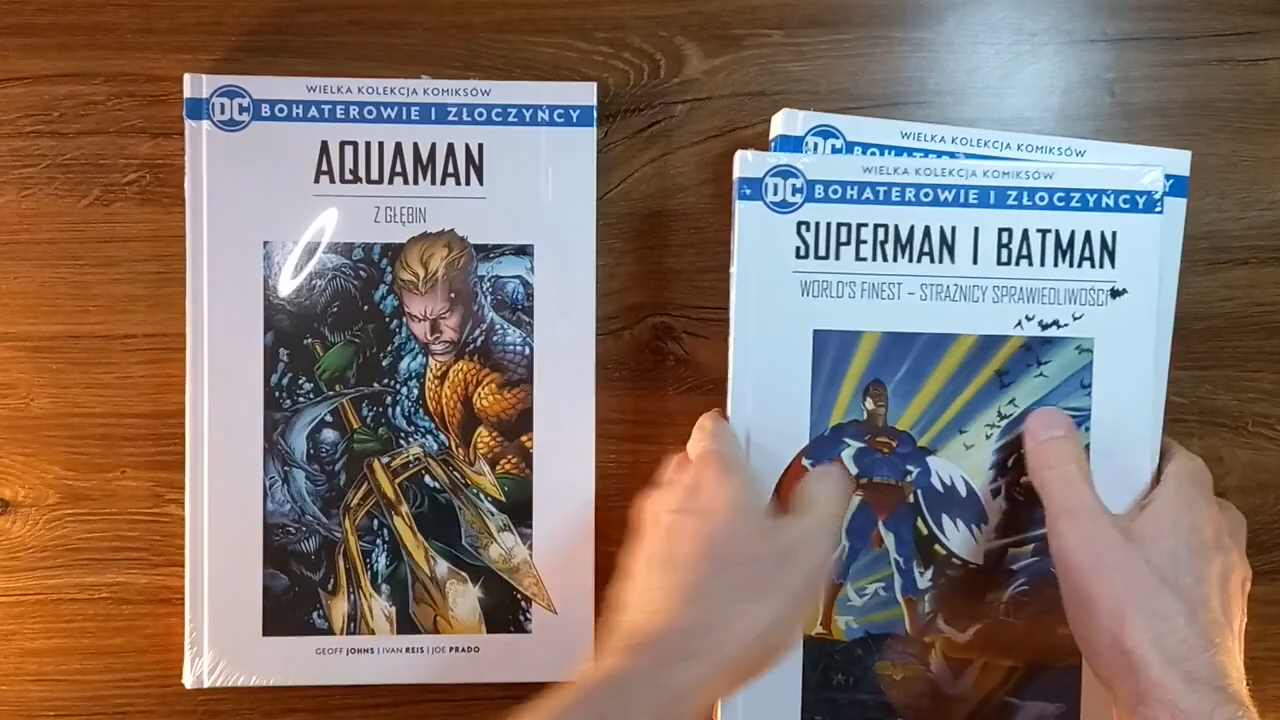 WIELKA KOLEKCJA KOMIKSÓW
DC BOHATEROWIE I ZŁOCZYŃCY
AQUAMAN
Z GŁĘBIN
GEOFF JOHNS | IVAN REIS | JOE PRADO
WIELKA KOLEKCJA KOMIKSÓW
DC
WIELKA KOLEKCJA KOMIKSÓW
DC BOHATEROWIE I ZŁOCZYŃCY
SUPERMAN I BATMAN
WORLD'S FINEST – STRAŻNICY SPRAWIEDLIWOŚCI